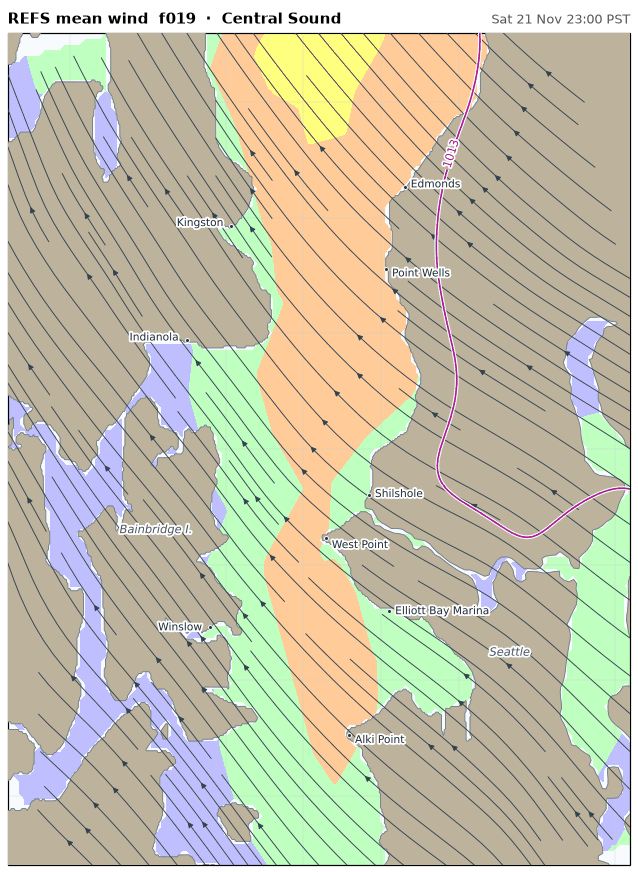 REFS mean wind f019 · Central Sound
Sat 21 Nov 23:00 PST
1013
Edmonds
Kingston
Point Wells
Indianola
Shilshole
Bainbridge I.
West Point
Elliott Bay Marina
Winslow
Seattle
Alki Point